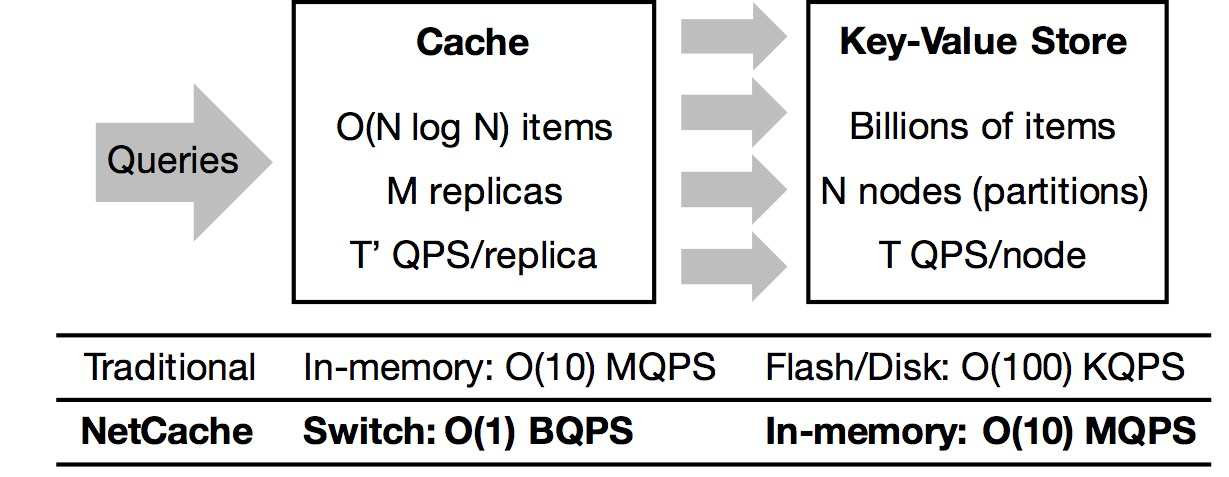 Queries
Cache
O(N log N) items
M replicas
T’ QPS/replica
Key-Value Store
Billions of items
N nodes (partitions)
T QPS/node
Traditional In-memory: O(10) MQPS Flash/Disk: O(100) KQPS
NetCache Switch: O(1) BQPS In-memory: O(10) MQPS